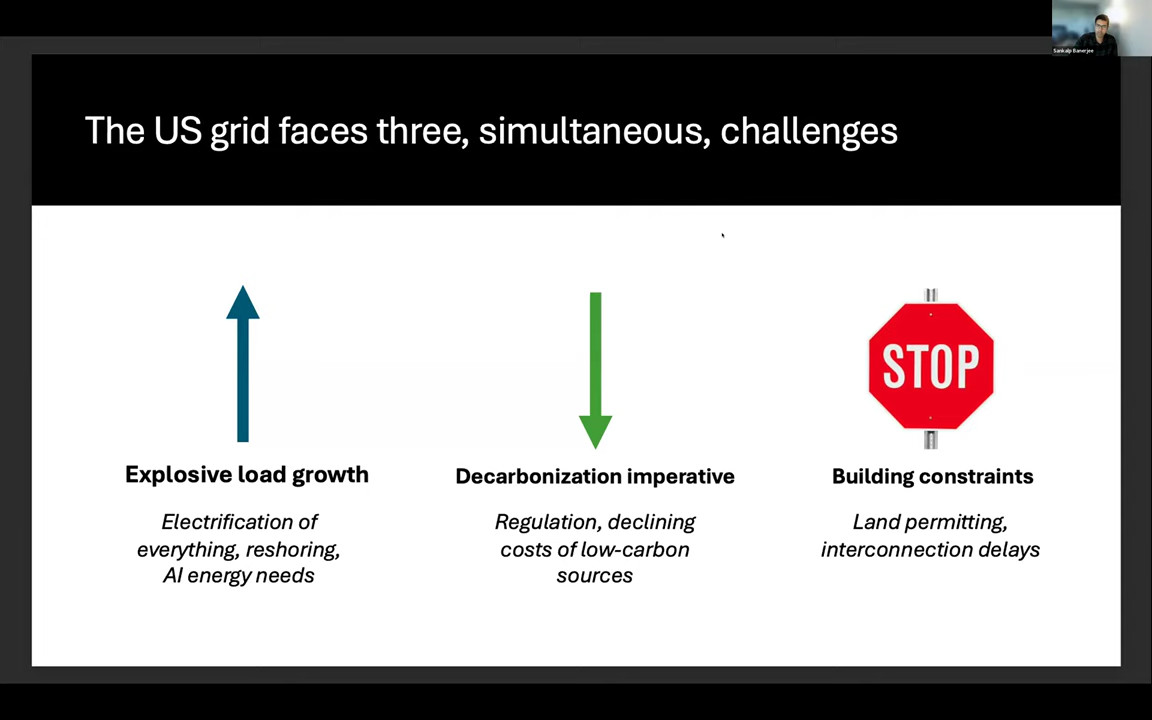 Sankalp Banerjee
The US grid faces three, simultaneous, challenges
STOP
Explosive load growth
Electrification of
everything, reshoring,
AI energy needs
Decarbonization imperative
Regulation, declining
costs of low-carbon
sources
Building constraints
Land permitting,
interconnection delays